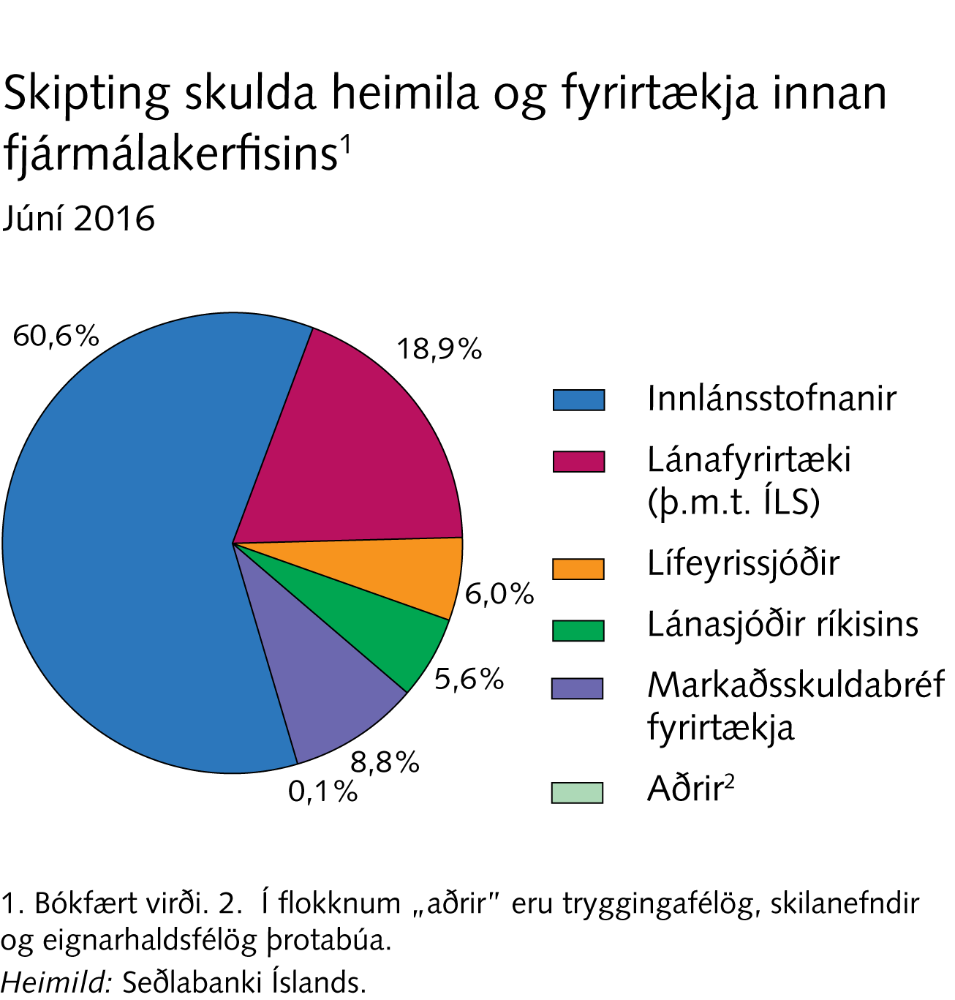 Skipting skulda heimila og fyrirtækja innan
fjármálakerfisins¹
Júní 2016
60,6%
18,9%
6,0%
5,6%
8,8%
0,1%
Innlánsstofnanir
Lánafyrirtæki
(þ.m.t. ÍLS)
Lífeyrissjóðir
Lánasjóðir ríkisins
Markaðsskuldabréf
fyrirtækja
Aðrir²
1. Bókfært virði. 2.  Í flokknum „aðrir” eru tryggingafélög, skilanefndir
og eignarhaldsfélög þrotabúa.
Heimild: Seðlabanki Íslands.